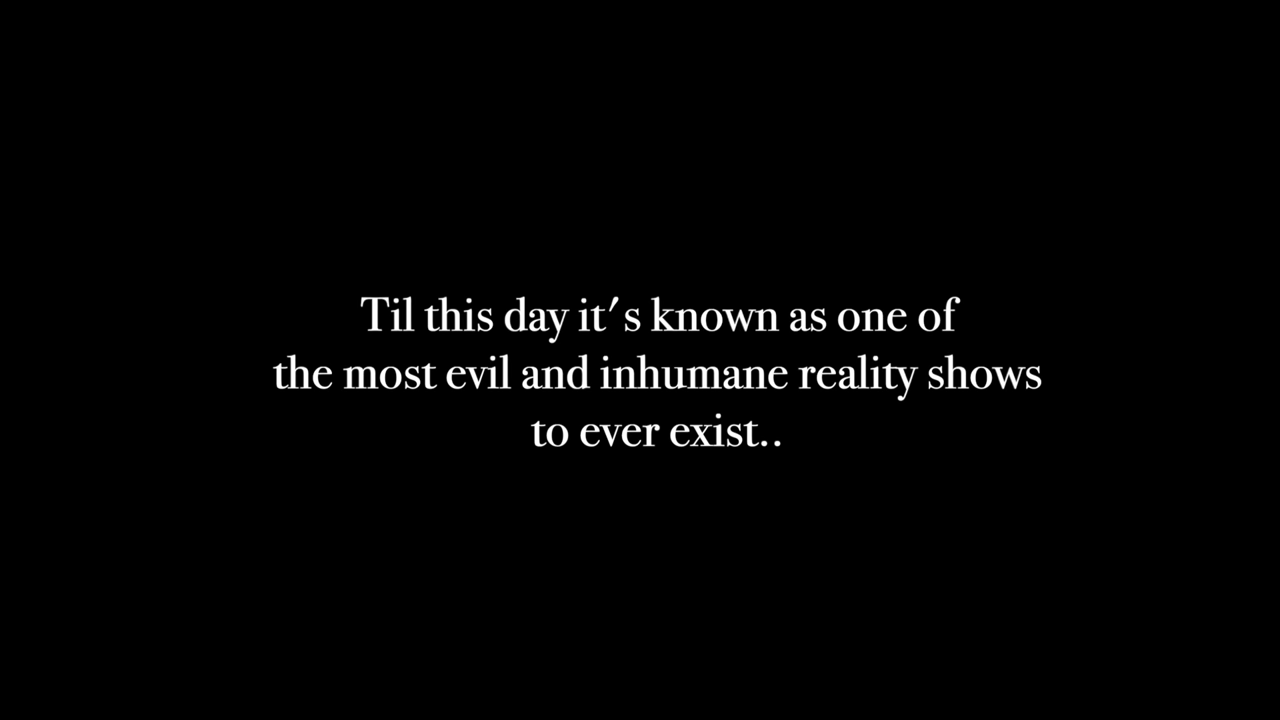 Til this day it's known as one of
the most evil and inhumane reality shows
to ever exist..